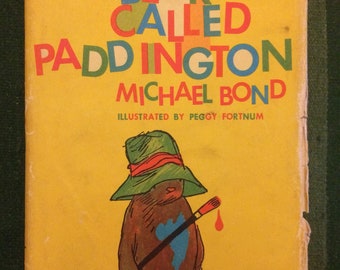 CALLED
PADDINGTON
MICHAEL BOND
ILLUSTRATED BY PEGGY FORTNUM